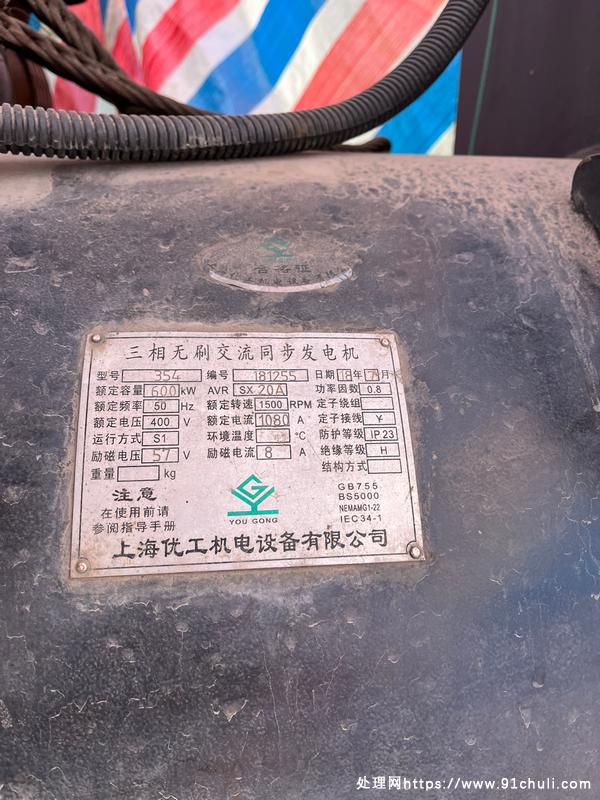 合格证
三相无刷交流同步发电机
型号 354 编号 181255 日期 18年 月
额定容量 600 kW AVR SX 20A 功率因数 0.8
额定频率 50 Hz 额定转速 1500 RPM 定子绕组
额定电压 400 V 额定电流 1080 A 定子接线 Y
运行方式 S1 环境温度 °C 防护等级 IP23
励磁电压 57 V 励磁电流 8 A 绝缘等级 H
重量 kg 结构方式
注意
在使用前请
参阅指导手册
YOU GONG
GB755
BS5000
NEMAMG1-22
IEC34-1
上海优工机电设备有限公司
处理网https://www.91chuli.com